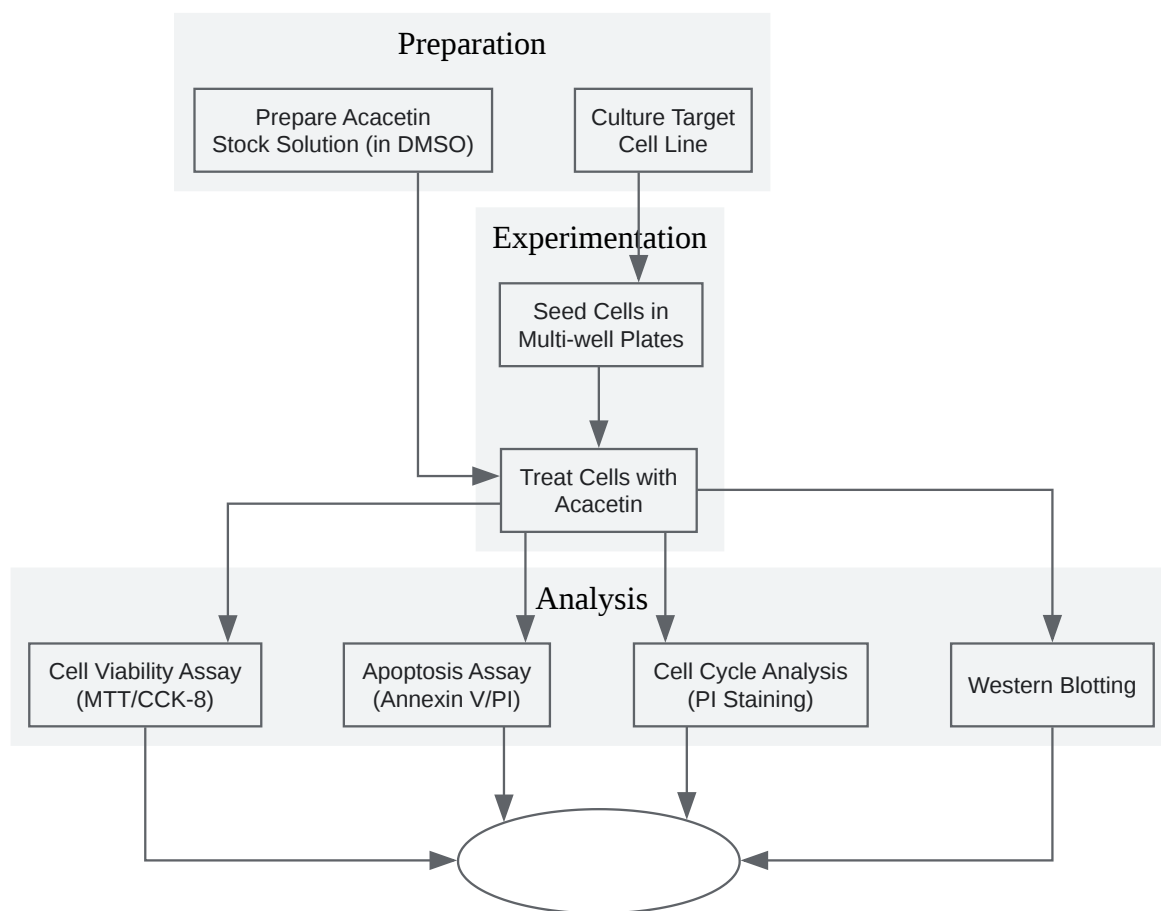 Preparation
Prepare Acacetin
Stock Solution (in DMSO)
Culture Target
Cell Line
Experimentation
Seed Cells in
Multi-well Plates
Treat Cells with
Acacetin
Analysis
Cell Viability Assay
(MTT/CCK-8)
Apoptosis Assay
(Annexin V/PI)
Cell Cycle Analysis
(PI Staining)
Western Blotting